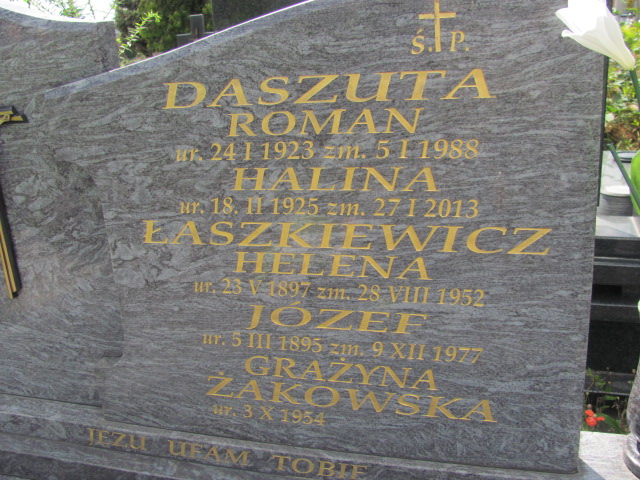 Ś. P.
DASZUTA
ROMAN
ur. 24 I 1923 zm. 5 I 1988
HALINA
ur. 18. II 1925 zm. 27 I 2013
ŁASZKIEWICZ
HELENA
ur. 23 V 1897 zm. 28 VIII 1952
JÓZEF
ur. 5 III 1895 zm. 9 XII 1977
GRAŻYNA
ŻAKOWSKA
ur. 3 X 1954
JEZU UFAM TOBIE